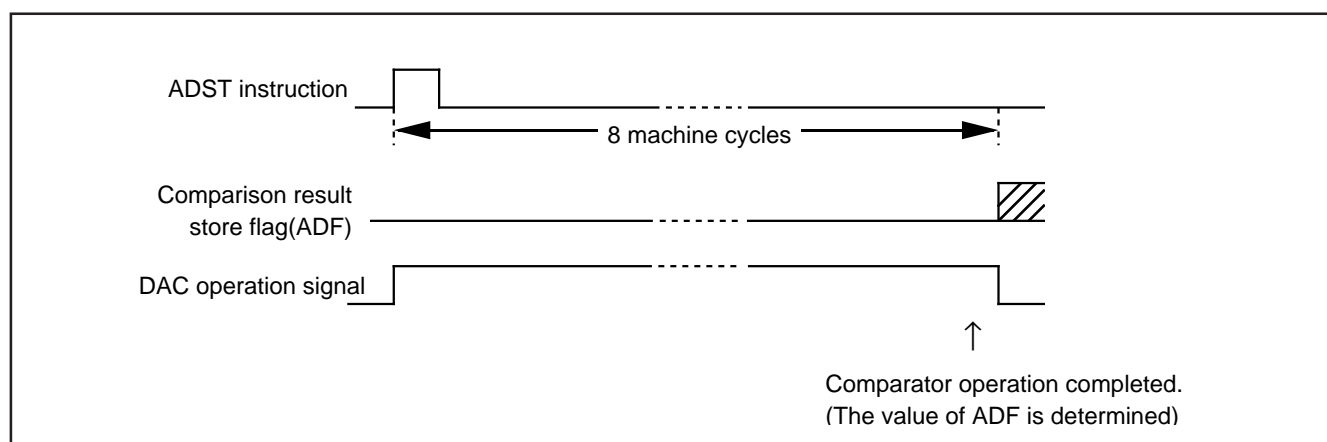 ADST instruction
8 machine cycles
Comparison result
store flag(ADF)
DAC operation signal
↑
Comparator operation completed.
(The value of ADF is determined)